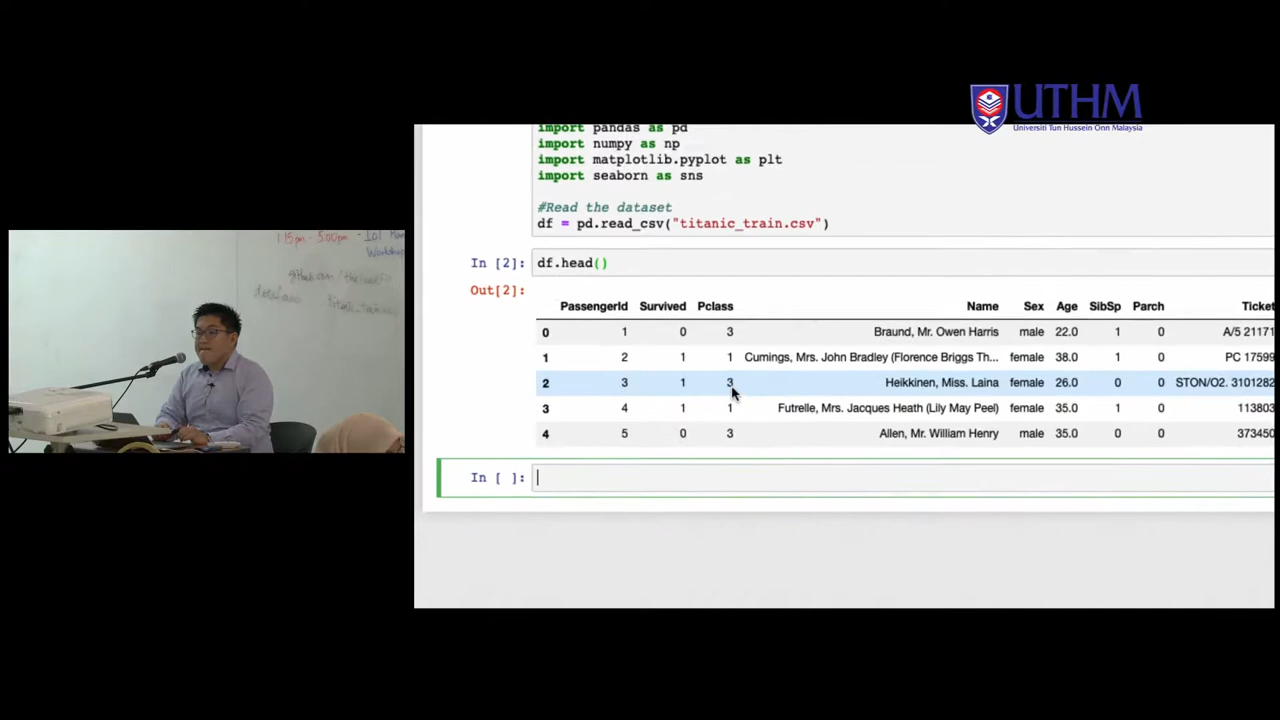 UTHM
Universiti Tun Hussein Onn Malaysia
import pandas as pd
import numpy as np
import matplotlib.pyplot as plt
import seaborn as sns
#Read the dataset
df = pd.read_csv("titanic_train.csv")
In [2]: df.head()
Out[2]:
PassengerId Survived Pclass Name Sex Age SibSp Parch Ticket
0 1 0 3 Braund, Mr. Owen Harris male 22.0 1 0 A/5 21171
1 2 1 1 Cumings, Mrs. John Bradley (Florence Briggs Th... female 38.0 1 0 PC 17599
2 3 1 3 Heikkinen, Miss. Laina female 26.0 0 0 STON/O2. 3101282
3 4 1 1 Futrelle, Mrs. Jacques Heath (Lily May Peel) female 35.0 1 0 113803
4 5 0 3 Allen, Mr. William Henry male 35.0 0 0 373450
In [ ]:
1:15pm - 5:00pm -
Workshop